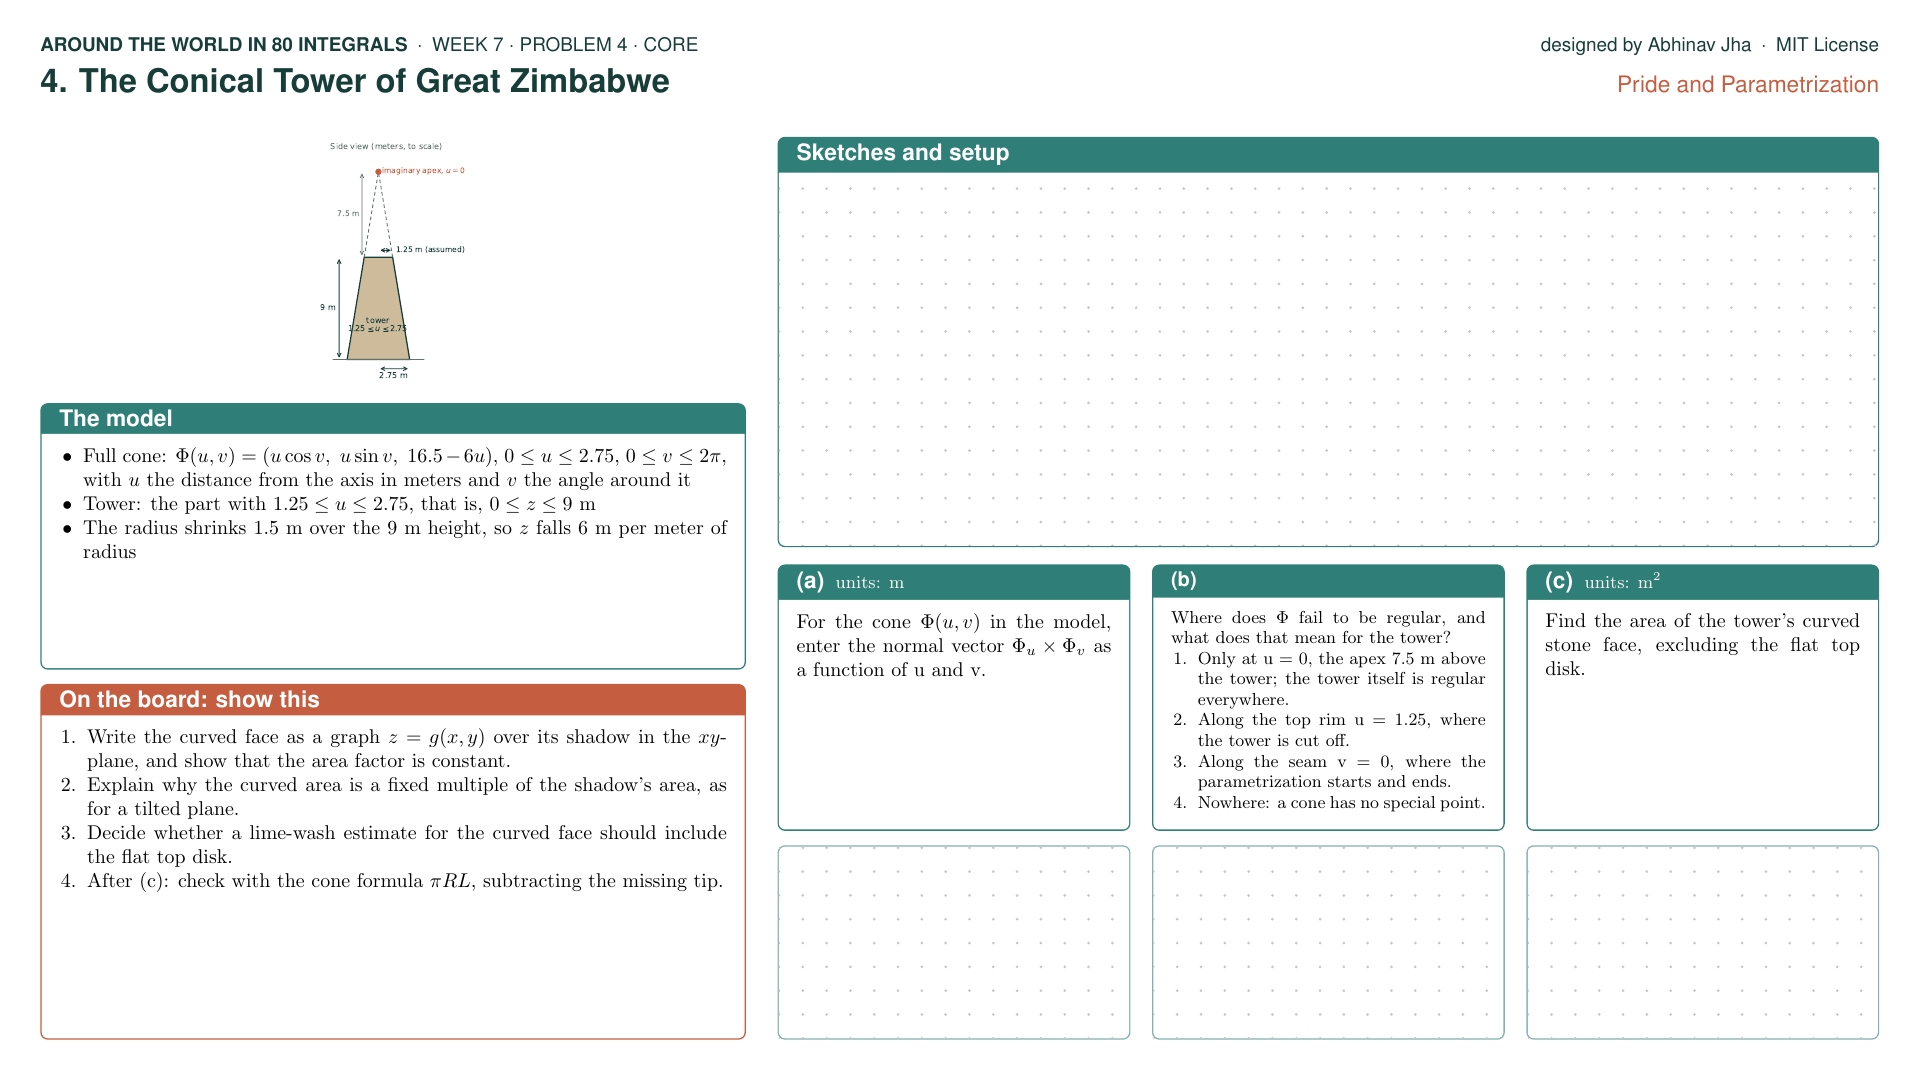 AROUND THE WORLD IN 80 INTEGRALS · WEEK 7 · PROBLEM 4 · CORE
designed by Abhinav Jha · MIT License
4. The Conical Tower of Great Zimbabwe
Pride and Parametrization
Side view (meters, to scale)
imaginary apex, u = 0
7.5 m
1.25 m (assumed)
9 m
tower
1.25 ≤ u ≤ 2.75
2.75 m
The model
• Full cone: Φ(u, v) = (u cos v, u sin v, 16.5 − 6u), 0 ≤ u ≤ 2.75, 0 ≤ v ≤ 2π,
with u the distance from the axis in meters and v the angle around it
• Tower: the part with 1.25 ≤ u ≤ 2.75, that is, 0 ≤ z ≤ 9 m
• The radius shrinks 1.5 m over the 9 m height, so z falls 6 m per meter of
radius
On the board: show this
1. Write the curved face as a graph z = g(x, y) over its shadow in the xy-
plane, and show that the area factor is constant.
2. Explain why the curved area is a fixed multiple of the shadow's area, as
for a tilted plane.
3. Decide whether a lime-wash estimate for the curved face should include
the flat top disk.
4. After (c): check with the cone formula πRL, subtracting the missing tip.
Sketches and setup
(a) units: m
For the cone Φ(u, v) in the model,
enter the normal vector Φᵤ × Φᵥ as
a function of u and v.
(b)
Where does Φ fail to be regular, and
what does that mean for the tower?
1. Only at u = 0, the apex 7.5 m above
the tower; the tower itself is regular
everywhere.
2. Along the top rim u = 1.25, where
the tower is cut off.
3. Along the seam v = 0, where the
parametrization starts and ends.
4. Nowhere: a cone has no special point.
(c) units: m²
Find the area of the tower's curved
stone face, excluding the flat top
disk.